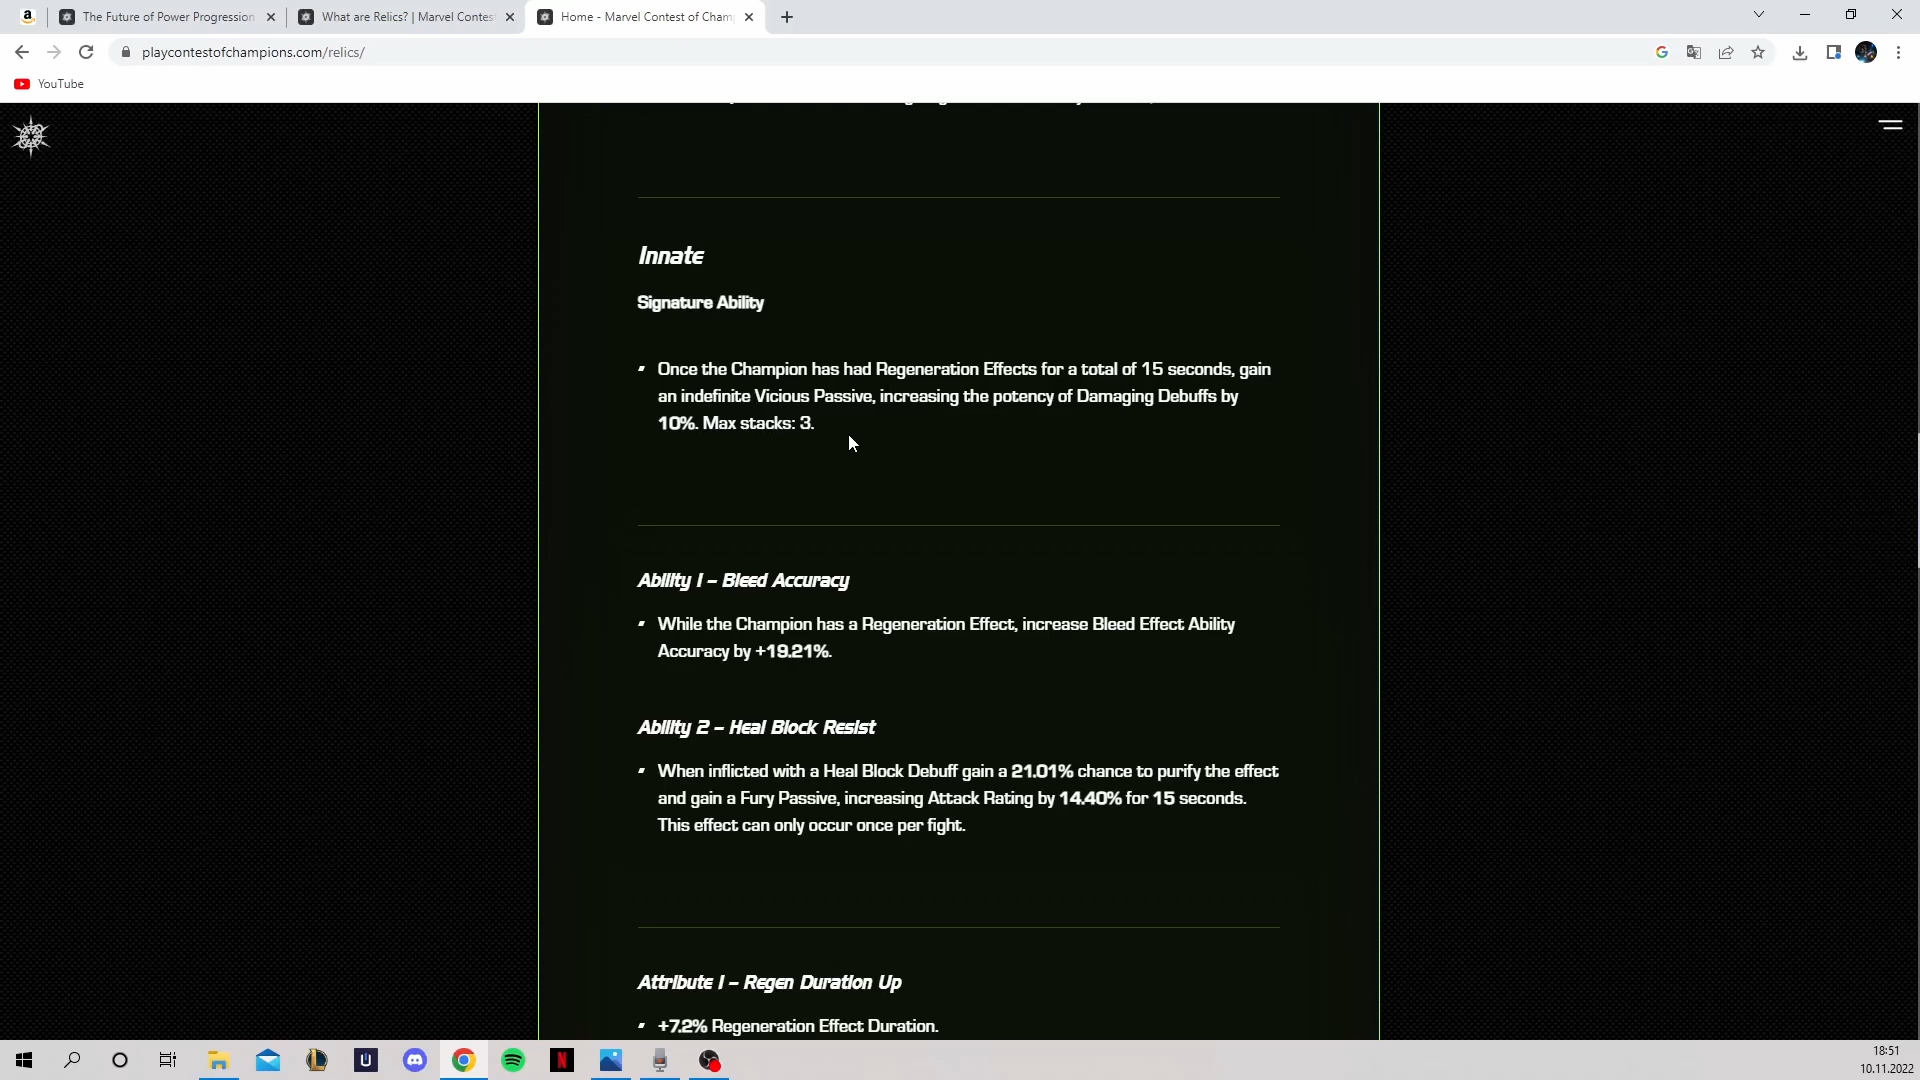 The Future of Power Progression
What are Relics? | Marvel Contes
Home - Marvel Contest of Cham
playcontestofchampions.com/relics/
YouTube
Innate
Signature Ability
Once the Champion has had Regeneration Effects for a total of 15 seconds, gain
an indefinite Vicious Passive, increasing the potency of Damaging Debuffs by
10%. Max stacks: 3.
Ability 1 – Bleed Accuracy
While the Champion has a Regeneration Effect, increase Bleed Effect Ability
Accuracy by +19.21%.
Ability 2 – Heal Block Resist
When inflicted with a Heal Block Debuff gain a 21.01% chance to purify the effect
and gain a Fury Passive, increasing Attack Rating by 14.40% for 15 seconds.
This effect can only occur once per fight.
Attribute 1 – Regen Duration Up
+7.2% Regeneration Effect Duration.
18:51
10.11.2022